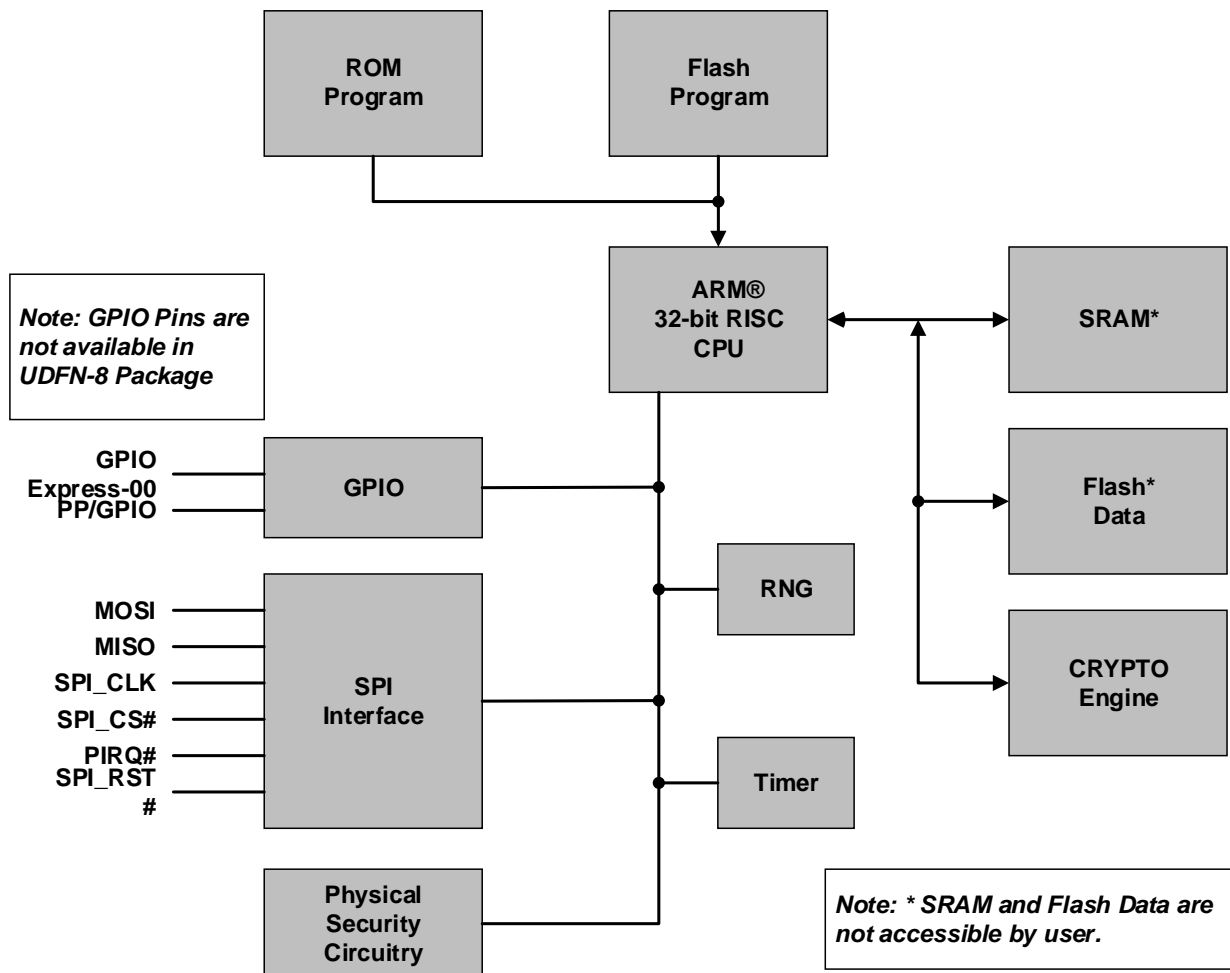 ROM
Program
Flash
Program
ARM®
32-bit RISC
CPU
SRAM*
Note: GPIO Pins are
not available in
UDFN-8 Package
GPIO
Express-00
PP/GPIO
GPIO
Flash*
Data
RNG
MOSI
MISO
SPI_CLK
SPI_CS#
PIRQ#
SPI_RST
#
SPI
Interface
CRYPTO
Engine
Timer
Physical
Security
Circuitry
Note: * SRAM and Flash Data are
not accessible by user.